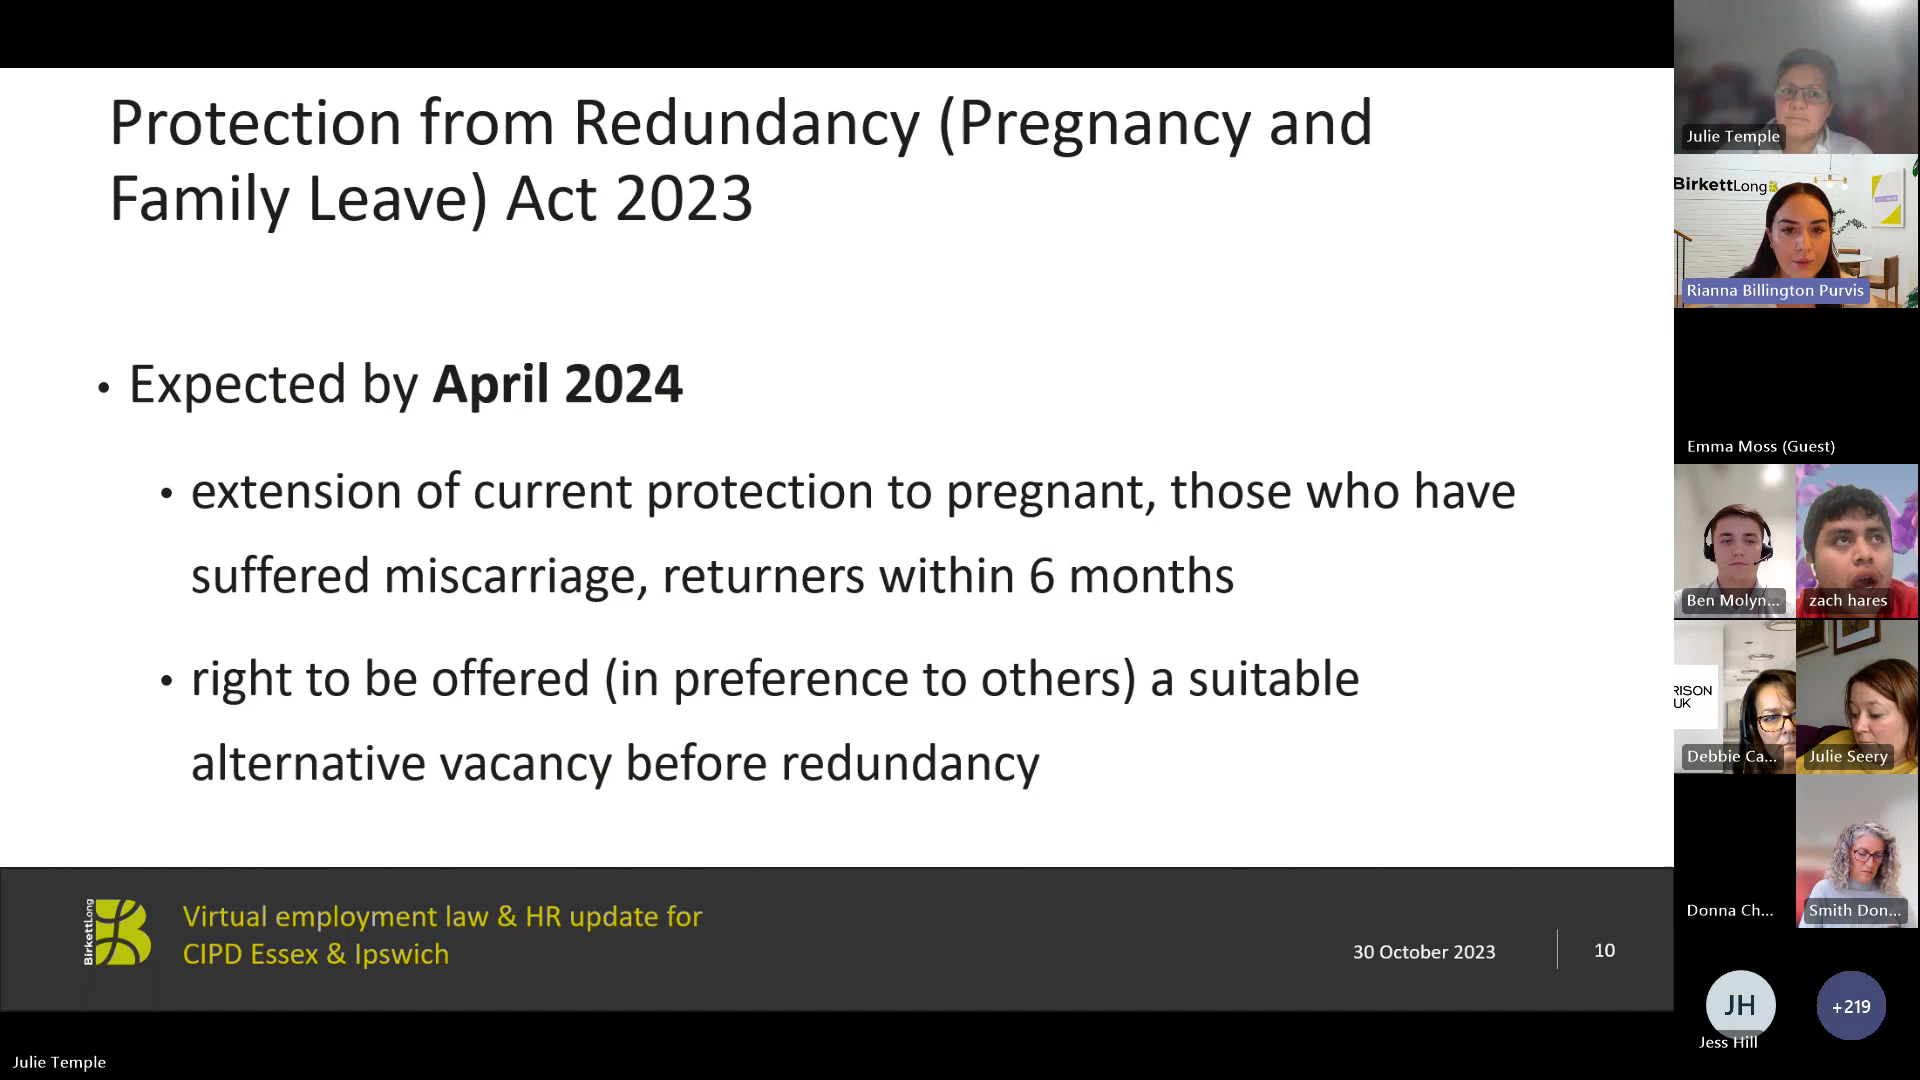 Protection from Redundancy (Pregnancy and
Family Leave) Act 2023
• Expected by April 2024
• extension of current protection to pregnant, those who have
suffered miscarriage, returners within 6 months
• right to be offered (in preference to others) a suitable
alternative vacancy before redundancy
BirkettLong
Virtual employment law & HR update for
CIPD Essex & Ipswich
30 October 2023
10
Julie Temple
Julie Temple
BirkettLong
Rianna Billington Purvis
Emma Moss (Guest)
Ben Molyn...
zach hares
RISON
UK
Debbie Ca...
Julie Seery
Donna Ch...
Smith Don...
JH
Jess Hill
+219